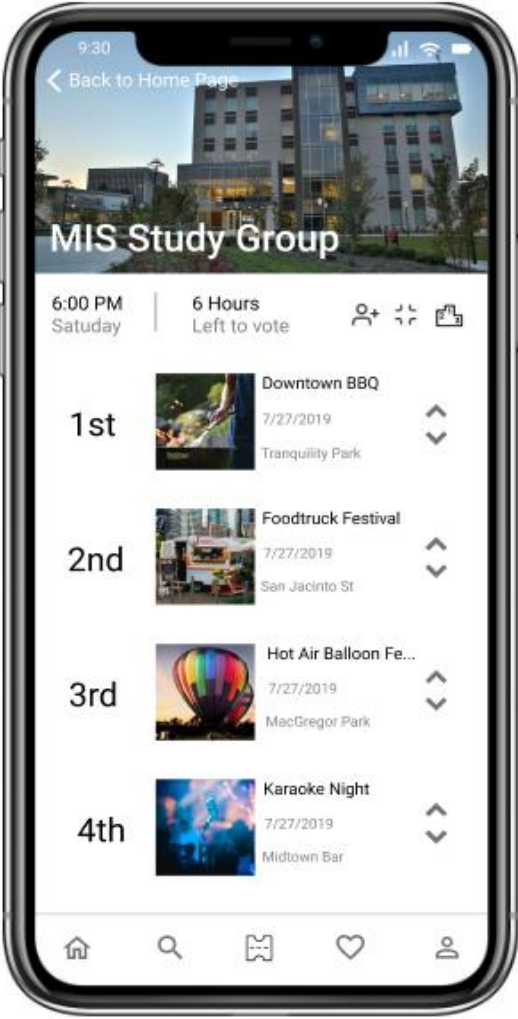 9:30
Back to Home Page
MIS Study Group
6:00 PM
Satuday
6 Hours
Left to vote
1st
Downtown BBQ
7/27/2019
Tranquility Park
2nd
Foodtruck Festival
7/27/2019
San Jacinto St
3rd
Hot Air Balloon Fe...
7/27/2019
MacGregor Park
4th
Karaoke Night
7/27/2019
Midtown Bar